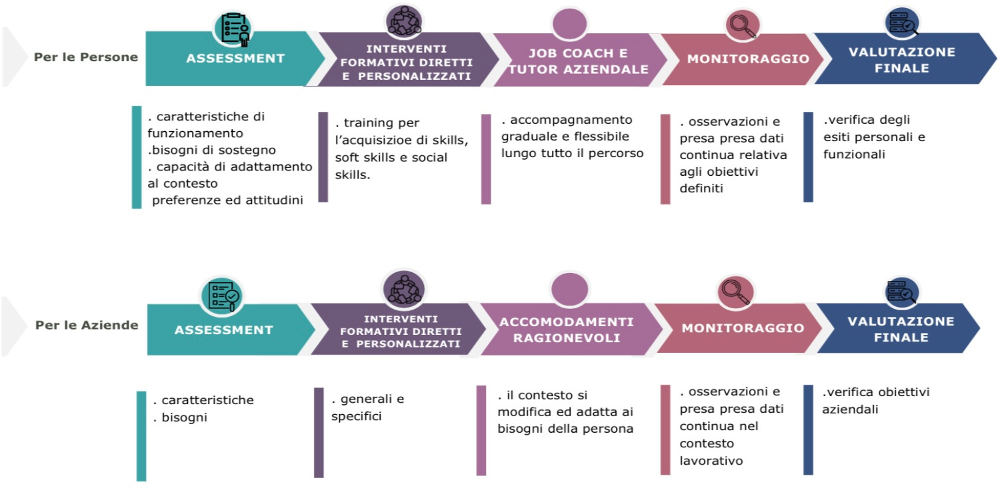 Per le Persone
ASSESSMENT
INTERVENTI
FORMATIVI DIRETTI
E PERSONALIZZATI
JOB COACH E
TUTOR AZIENDALE
MONITORAGGIO
VALUTAZIONE
FINALE
. caratteristiche di
funzionamento
.bisogni di sostegno
. capacità di adattamento
al contesto
preferenze ed attitudini
. training per
l'acquisizioe di skills,
soft skills e social
skills.
. accompagnamento
graduale e flessibile
lungo tutto il percorso
. osservazioni e
presa presa dati
continua relativa
agli obiettivi
definiti
.verifica degli
esiti personali e
funzionali
Per le Aziende
ASSESSMENT
INTERVENTI
FORMATIVI DIRETTI
E PERSONALIZZATI
ACCOMODAMENTI
RAGIONEVOLI
MONITORAGGIO
VALUTAZIONE
FINALE
. caratteristiche
. bisogni
. generali e
specifici
. il contesto si
modifica ed adatta ai
bisogni della persona
. osservazioni e
presa presa dati
continua nel
contesto
lavorativo
.verifica obiettivi
aziendali